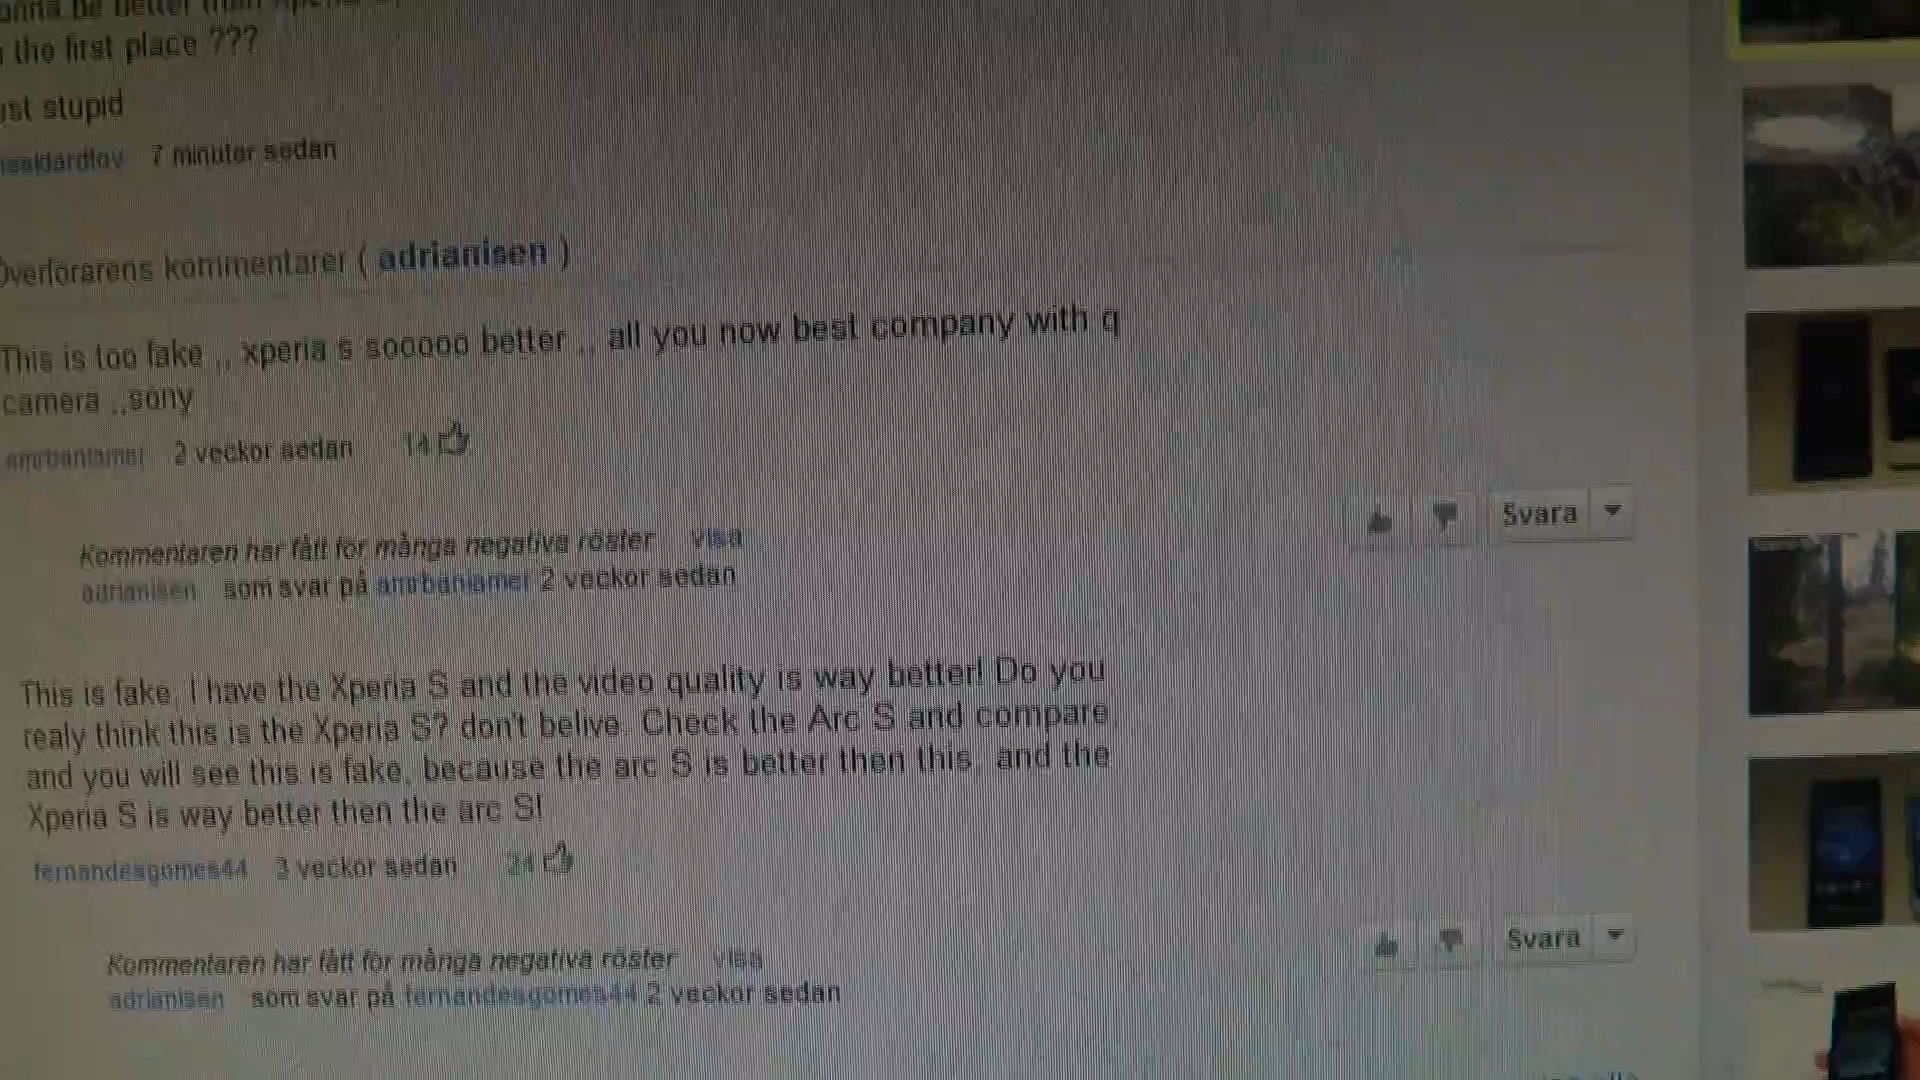 the first place ???
stupid
7 minuter sedan
Överförarens kommentarer ( adrianisen )
This is too fake ,, xperia s sooooo better ,, all you now best company with q
camera ,,sony
2 veckor sedan 14
Kommentaren har fått för många negativa röster visa
adrianisen som svar på 2 veckor sedan
Svara
This is fake, I have the Xperia S and the video quality is way better! Do you
realy think this is the Xperia S? don't belive. Check the Arc S and compare
and you will see this is fake, because the arc S is better then this, and the
Xperia S is way better then the arc S!
fernandesgomes44 3 veckor sedan 24
Kommentaren har fått för många negativa röster visa
adrianisen som svar på fernandesgomes44 2 veckor sedan
Svara